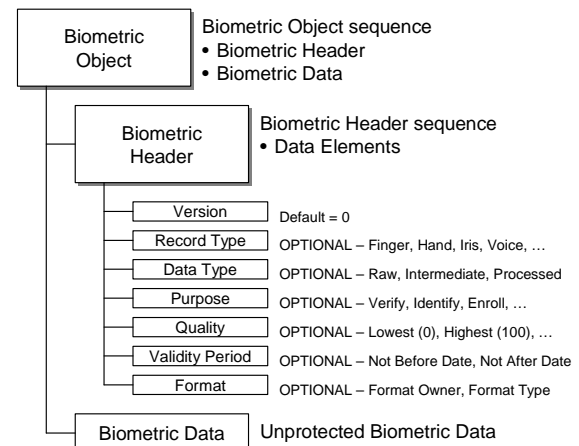 Biometric
Object
Biometric Object sequence
• Biometric Header
• Biometric Data
Biometric
Header
Biometric Header sequence
• Data Elements
Version Default = 0
Record Type OPTIONAL – Finger, Hand, Iris, Voice, …
Data Type OPTIONAL – Raw, Intermediate, Processed
Purpose OPTIONAL – Verify, Identify, Enroll, …
Quality OPTIONAL – Lowest (0), Highest (100), …
Validity Period OPTIONAL – Not Before Date, Not After Date
Format OPTIONAL – Format Owner, Format Type
Biometric Data Unprotected Biometric Data